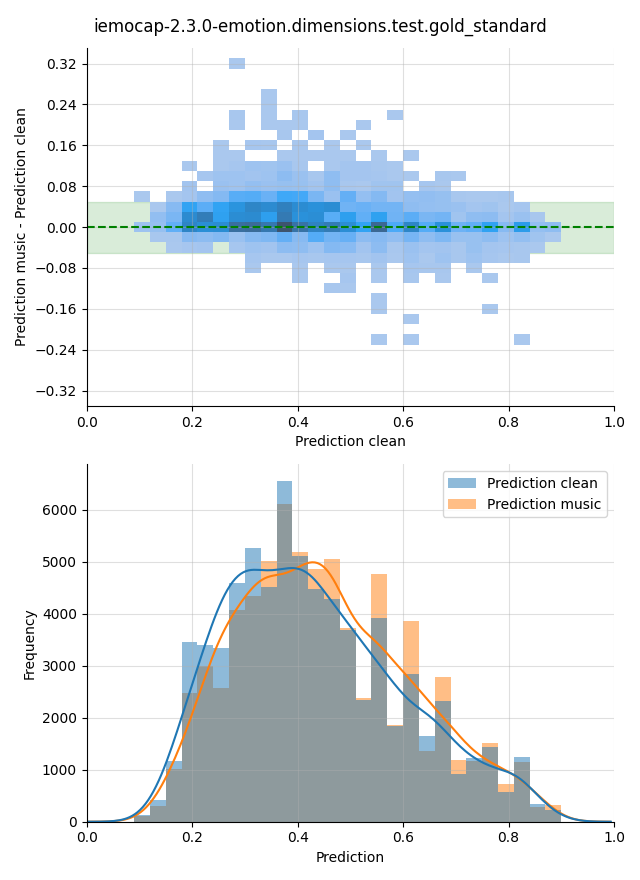 iemocap-2.3.0-emotion.dimensions.test.gold_standard
0.32
0.24
0.16
0.08
0.00
−0.08
−0.16
−0.24
−0.32
Prediction music - Prediction clean
0.0 0.2 0.4 0.6 0.8 1.0
Prediction clean
Prediction clean
Prediction music
6000
5000
4000
3000
2000
1000
0
Frequency
0.0 0.2 0.4 0.6 0.8 1.0
Prediction